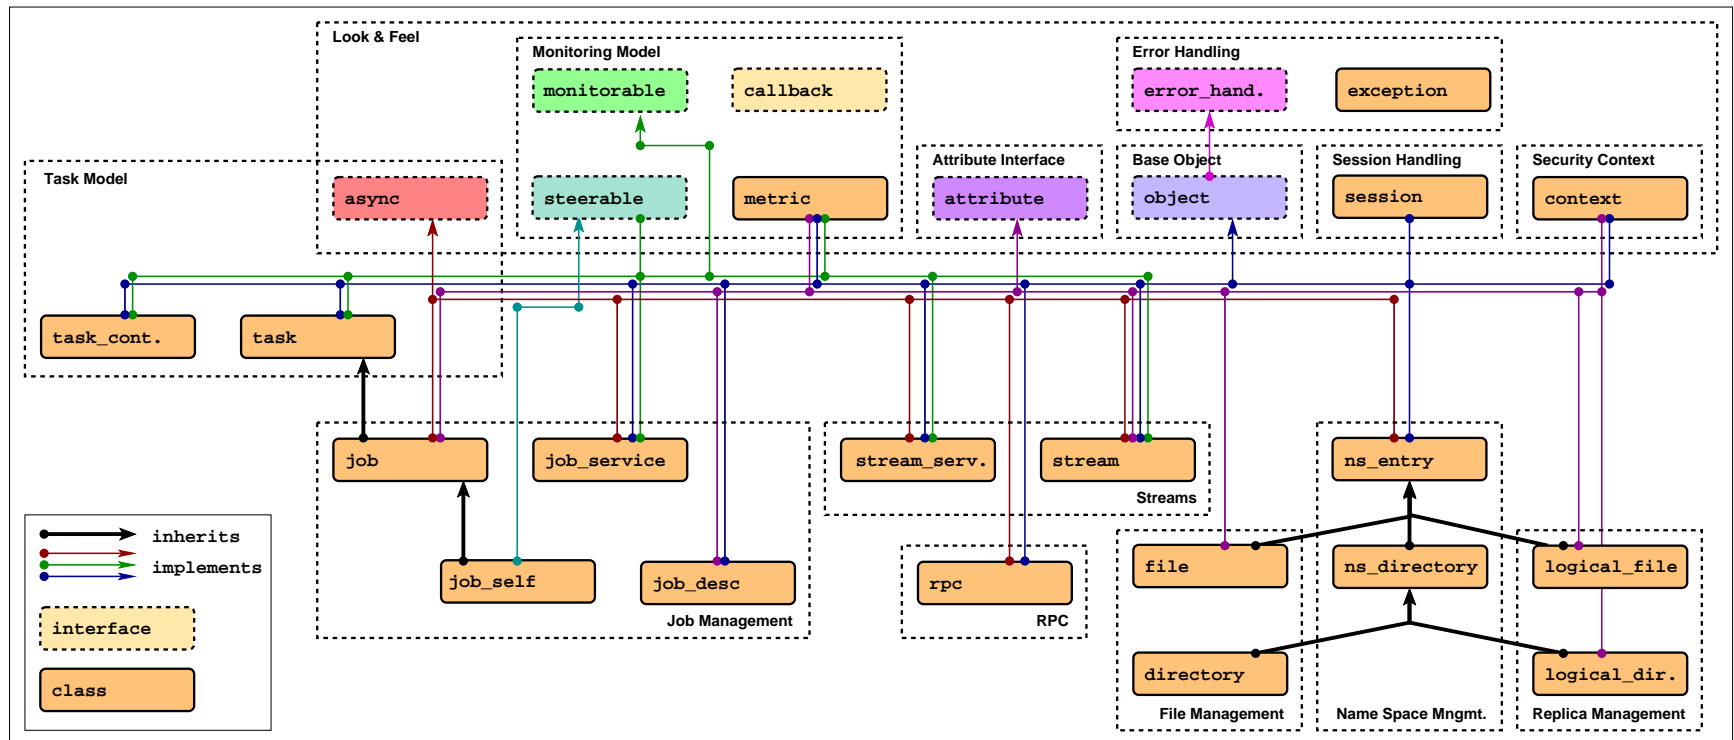 Look & Feel
Monitoring Model
Error Handling
monitorable
callback
error_hand.
exception
Task Model
Attribute Interface
Base Object
Session Handling
Security Context
async
steerable
metric
attribute
object
session
context
task_cont.
task
job
job_service
stream_serv.
stream
ns_entry
Streams
inherits
implements
interface
class
job_self
job_desc
rpc
file
ns_directory
logical_file
Job Management
RPC
directory
logical_dir.
File Management
Name Space Mngmt.
Replica Management